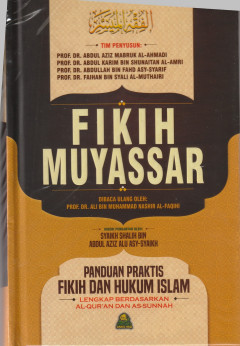 الفقه الميسر
TIM PENYUSUN:
PROF. DR. ABDUL AZIZ MABRUK AL-AHMADI
PROF. DR. ABDUL KARIM BIN SHUNAITAN AL-AMRI
PROF. DR. ABDULLAH BIN FAHD ASY-SYARIF
PROF. DR. FAIHAN BIN SYALI AL-MUTHAIRI
FIKIH
MUYASSAR
DIBACA ULANG OLEH:
PROF. DR. ALI BIN MUHAMMAD NASHIR AL-FAQIHI
SYAIKH SHALIH BIN
ABDUL AZIZ ALU ASY-SYAIKH
PANDUAN PRAKTIS
FIKIH DAN HUKUM ISLAM
LENGKAP BERDASARKAN
AL-QUR'AN DAN AS-SUNNAH